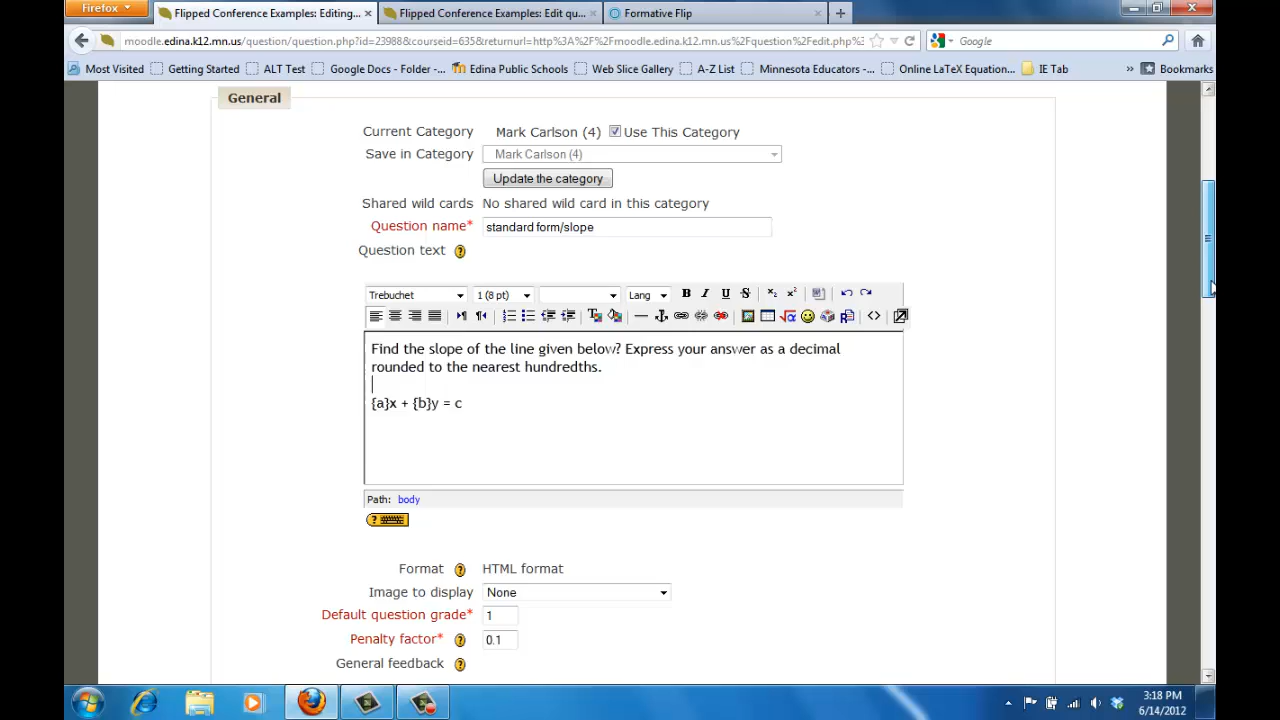 Firefox
Flipped Conference Examples: Editing... ×
Flipped Conference Examples: Edit qu... ×
Formative Flip ×
moodle.edina.k12.mn.us/question/question.php?id=23988&courseid=635&returnurl=http%3A%2F%2Fmoodle.edina.k12.mn.us%2Fquestion%2Fedit.php%3
Google
Most Visited Getting Started ALT Test Google Docs - Folder -... Edina Public Schools Web Slice Gallery A-Z List Minnesota Educators -... Online LaTeX Equation... IE Tab » Bookmarks
General
Current Category Mark Carlson (4) Use This Category
Save in Category Mark Carlson (4)
Update the category
Shared wild cards No shared wild card in this category
Question name* standard form/slope
Question text ?
Trebuchet 1 (8 pt) Lang B I U S x₂ x²
Find the slope of the line given below? Express your answer as a decimal
rounded to the nearest hundredths.
{a}x + {b}y = c
Path: body
?
Format ? HTML format
Image to display None
Default question grade* 1
Penalty factor* ? 0.1
General feedback ?
3:18 PM
6/14/2012